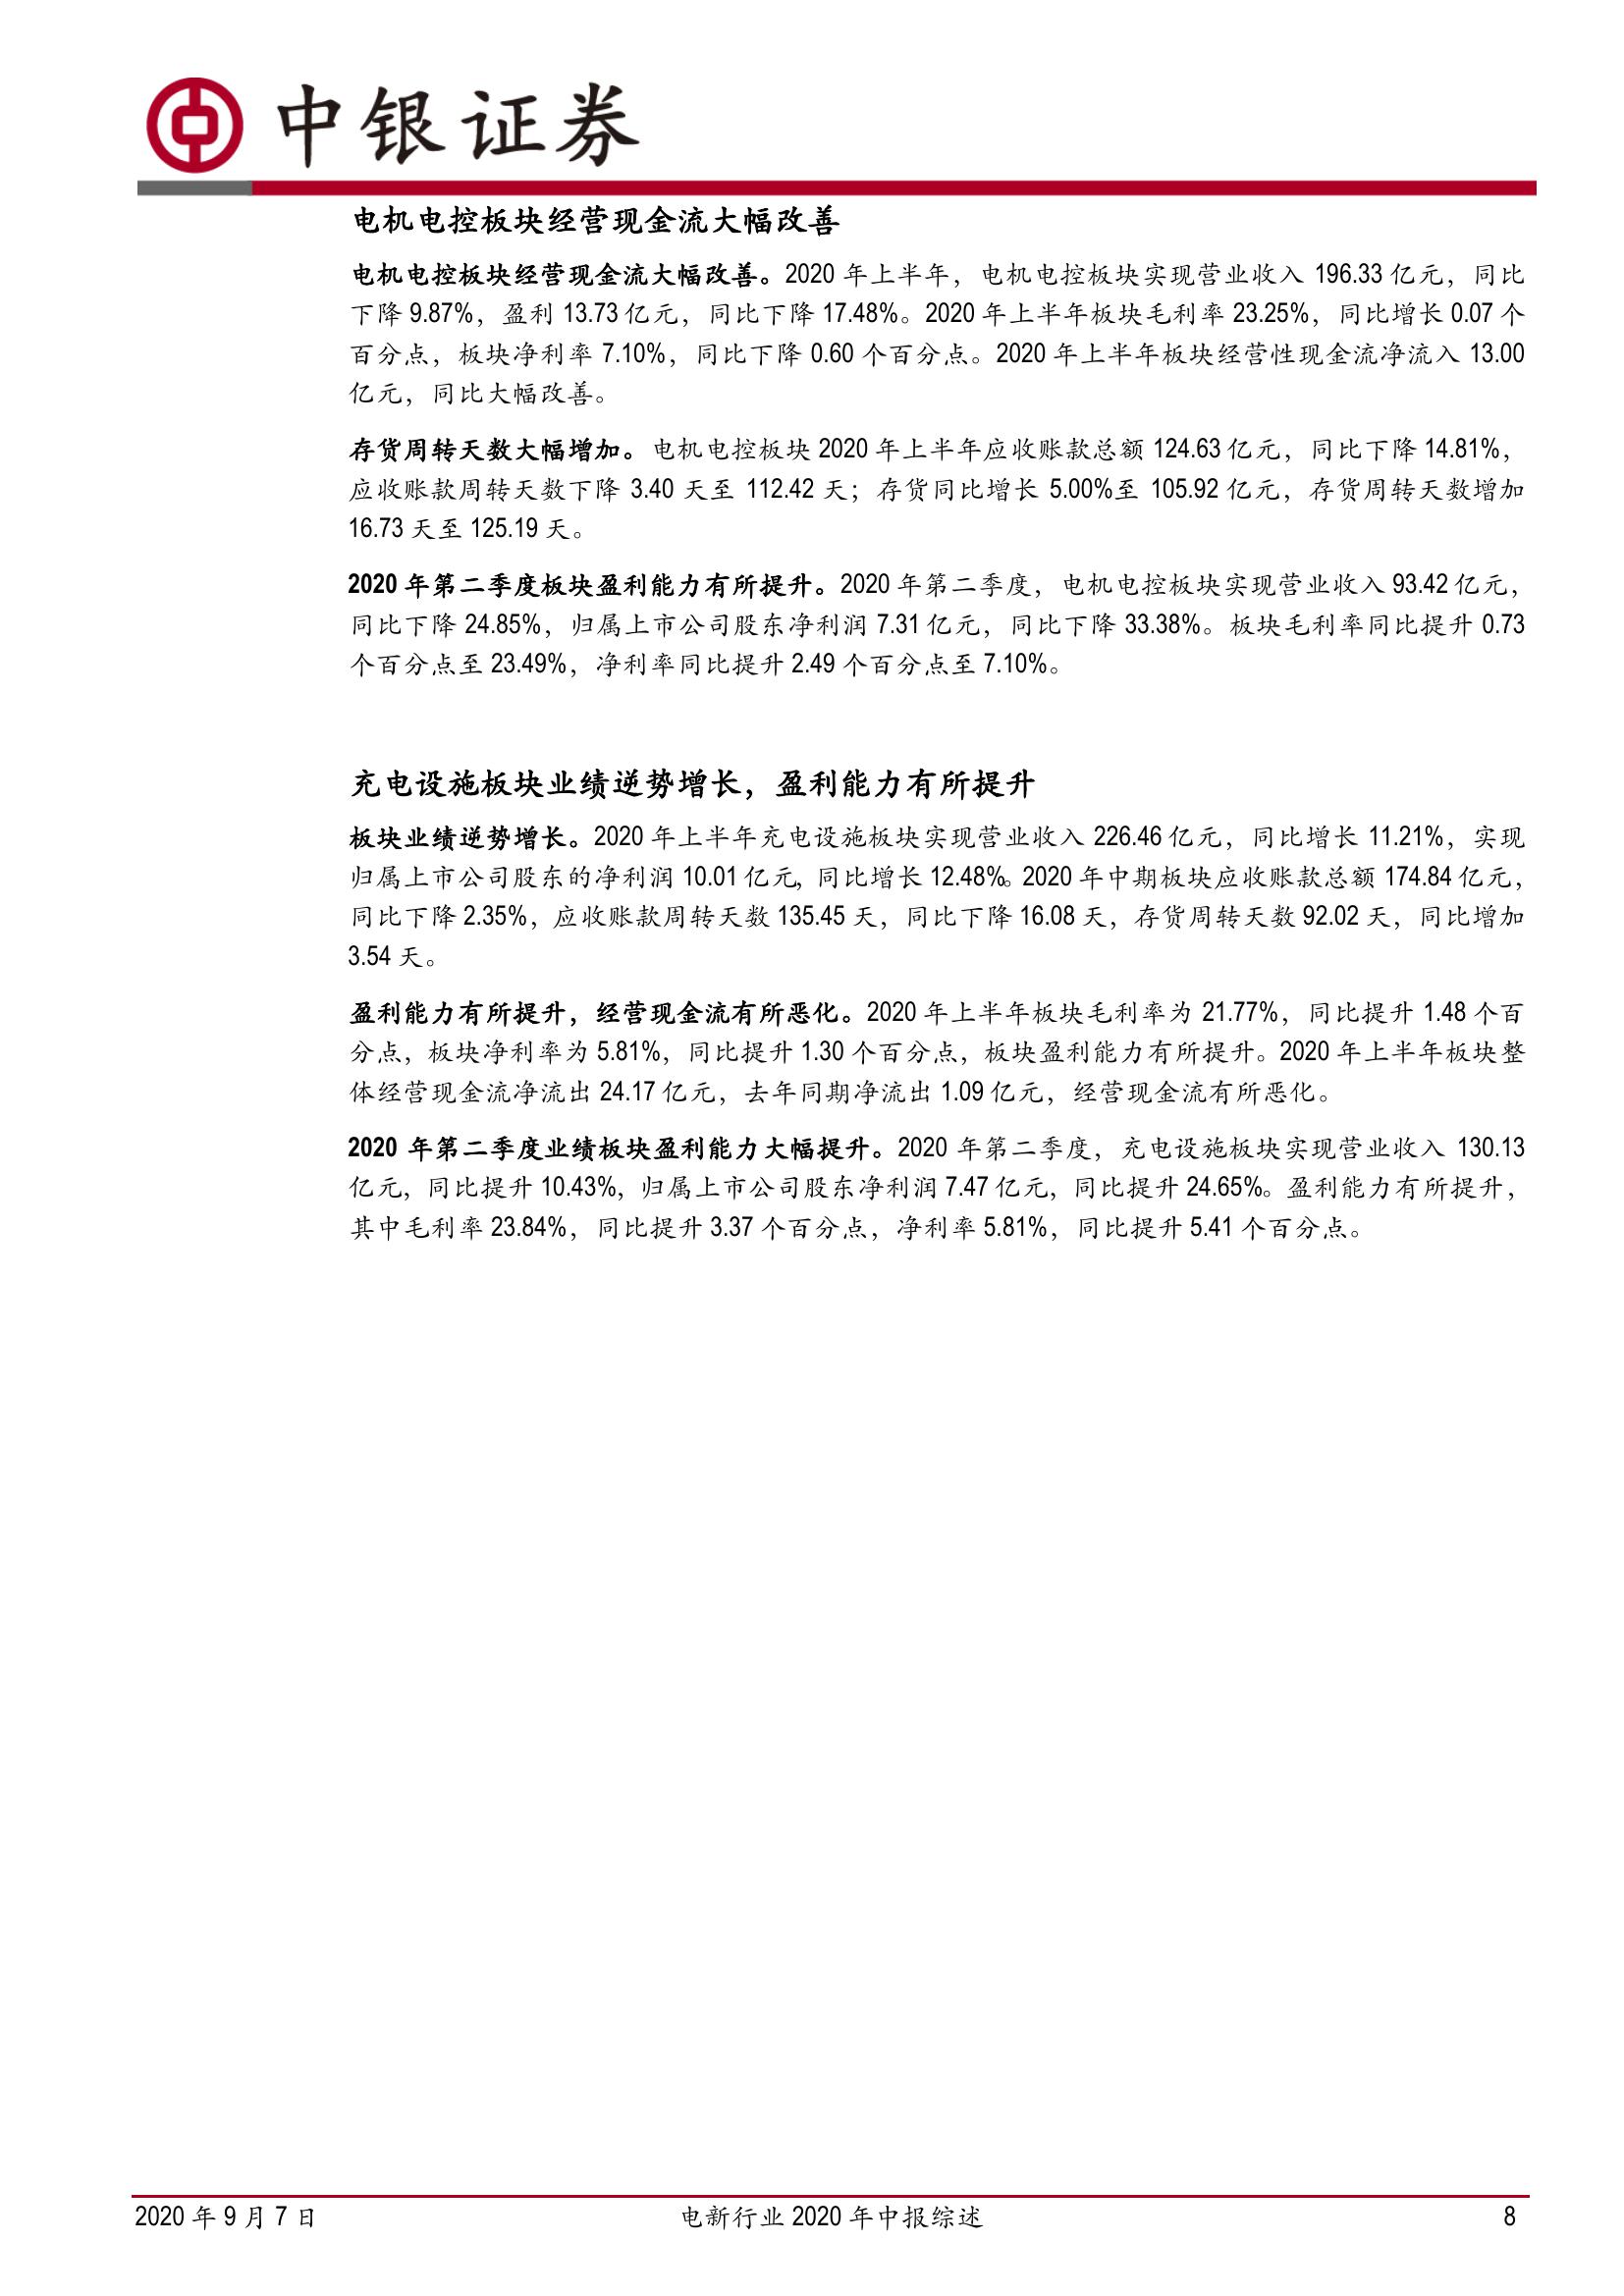 中银证券
电机电控板块经营现金流大幅改善
电机电控板块经营现金流大幅改善。2020 年上半年，电机电控板块实现营业收入 196.33 亿元，同比
下降 9.87%，盈利 13.73 亿元，同比下降 17.48%。2020 年上半年板块毛利率 23.25%，同比增长 0.07 个
百分点，板块净利率 7.10%，同比下降 0.60 个百分点。2020 年上半年板块经营性现金流净流入 13.00
亿元，同比大幅改善。
存货周转天数大幅增加。电机电控板块 2020 年上半年应收账款总额 124.63 亿元，同比下降 14.81%，
应收账款周转天数下降 3.40 天至 112.42 天；存货同比增长 5.00%至 105.92 亿元，存货周转天数增加
16.73 天至 125.19 天。
2020 年第二季度板块盈利能力有所提升。2020 年第二季度，电机电控板块实现营业收入 93.42 亿元，
同比下降 24.85%，归属上市公司股东净利润 7.31 亿元，同比下降 33.38%。板块毛利率同比提升 0.73
个百分点至 23.49%，净利率同比提升 2.49 个百分点至 7.10%。
充电设施板块业绩逆势增长，盈利能力有所提升
板块业绩逆势增长。2020 年上半年充电设施板块实现营业收入 226.46 亿元，同比增长 11.21%，实现
归属上市公司股东的净利润 10.01 亿元，同比增长 12.48%。2020 年中期板块应收账款总额 174.84 亿元，
同比下降 2.35%，应收账款周转天数 135.45 天，同比下降 16.08 天，存货周转天数 92.02 天，同比增加
3.54 天。
盈利能力有所提升，经营现金流有所恶化。2020 年上半年板块毛利率为 21.77%，同比提升 1.48 个百
分点，板块净利率为 5.81%，同比提升 1.30 个百分点，板块盈利能力有所提升。2020 年上半年板块整
体经营现金流净流出 24.17 亿元，去年同期净流出 1.09 亿元，经营现金流有所恶化。
2020 年第二季度业绩板块盈利能力大幅提升。2020 年第二季度，充电设施板块实现营业收入 130.13
亿元，同比提升 10.43%，归属上市公司股东净利润 7.47 亿元，同比提升 24.65%。盈利能力有所提升，
其中毛利率 23.84%，同比提升 3.37 个百分点，净利率 5.81%，同比提升 5.41 个百分点。
2020 年 9 月 7 日 电新行业 2020 年中报综述 8